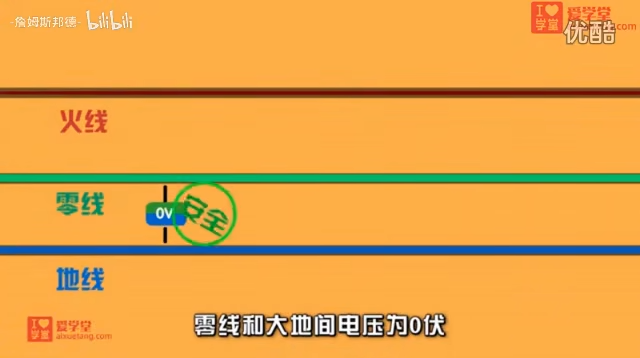 -詹姆斯邦德- bilibili
I♥学堂 爱学堂
优酷
火线
零线
0V 安全
地线
零线和大地间电压为0伏
I♥学堂 爱学堂
aixuetang.com